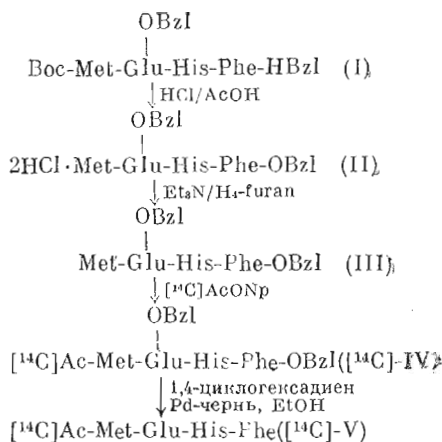 OBzl
Boc-Met-Glu-His-Phe-HBzl (I)
HCl/AcOH
OBzl
2HCl·Met-Glu-His-Phe-OBzl (II)
Et₃N/H₄-furan
OBzl
Met-Glu-His-Phe-OBzl (III)
[¹⁴C]AcONp
OBzl
[¹⁴C]Ac-Met-Glu-His-Phe-OBzl([¹⁴C]-IV)
1,4-циклогексадиен
Pd-чернь, EtOH
[¹⁴C]Ac-Met-Glu-His-Phe([¹⁴C]-V)